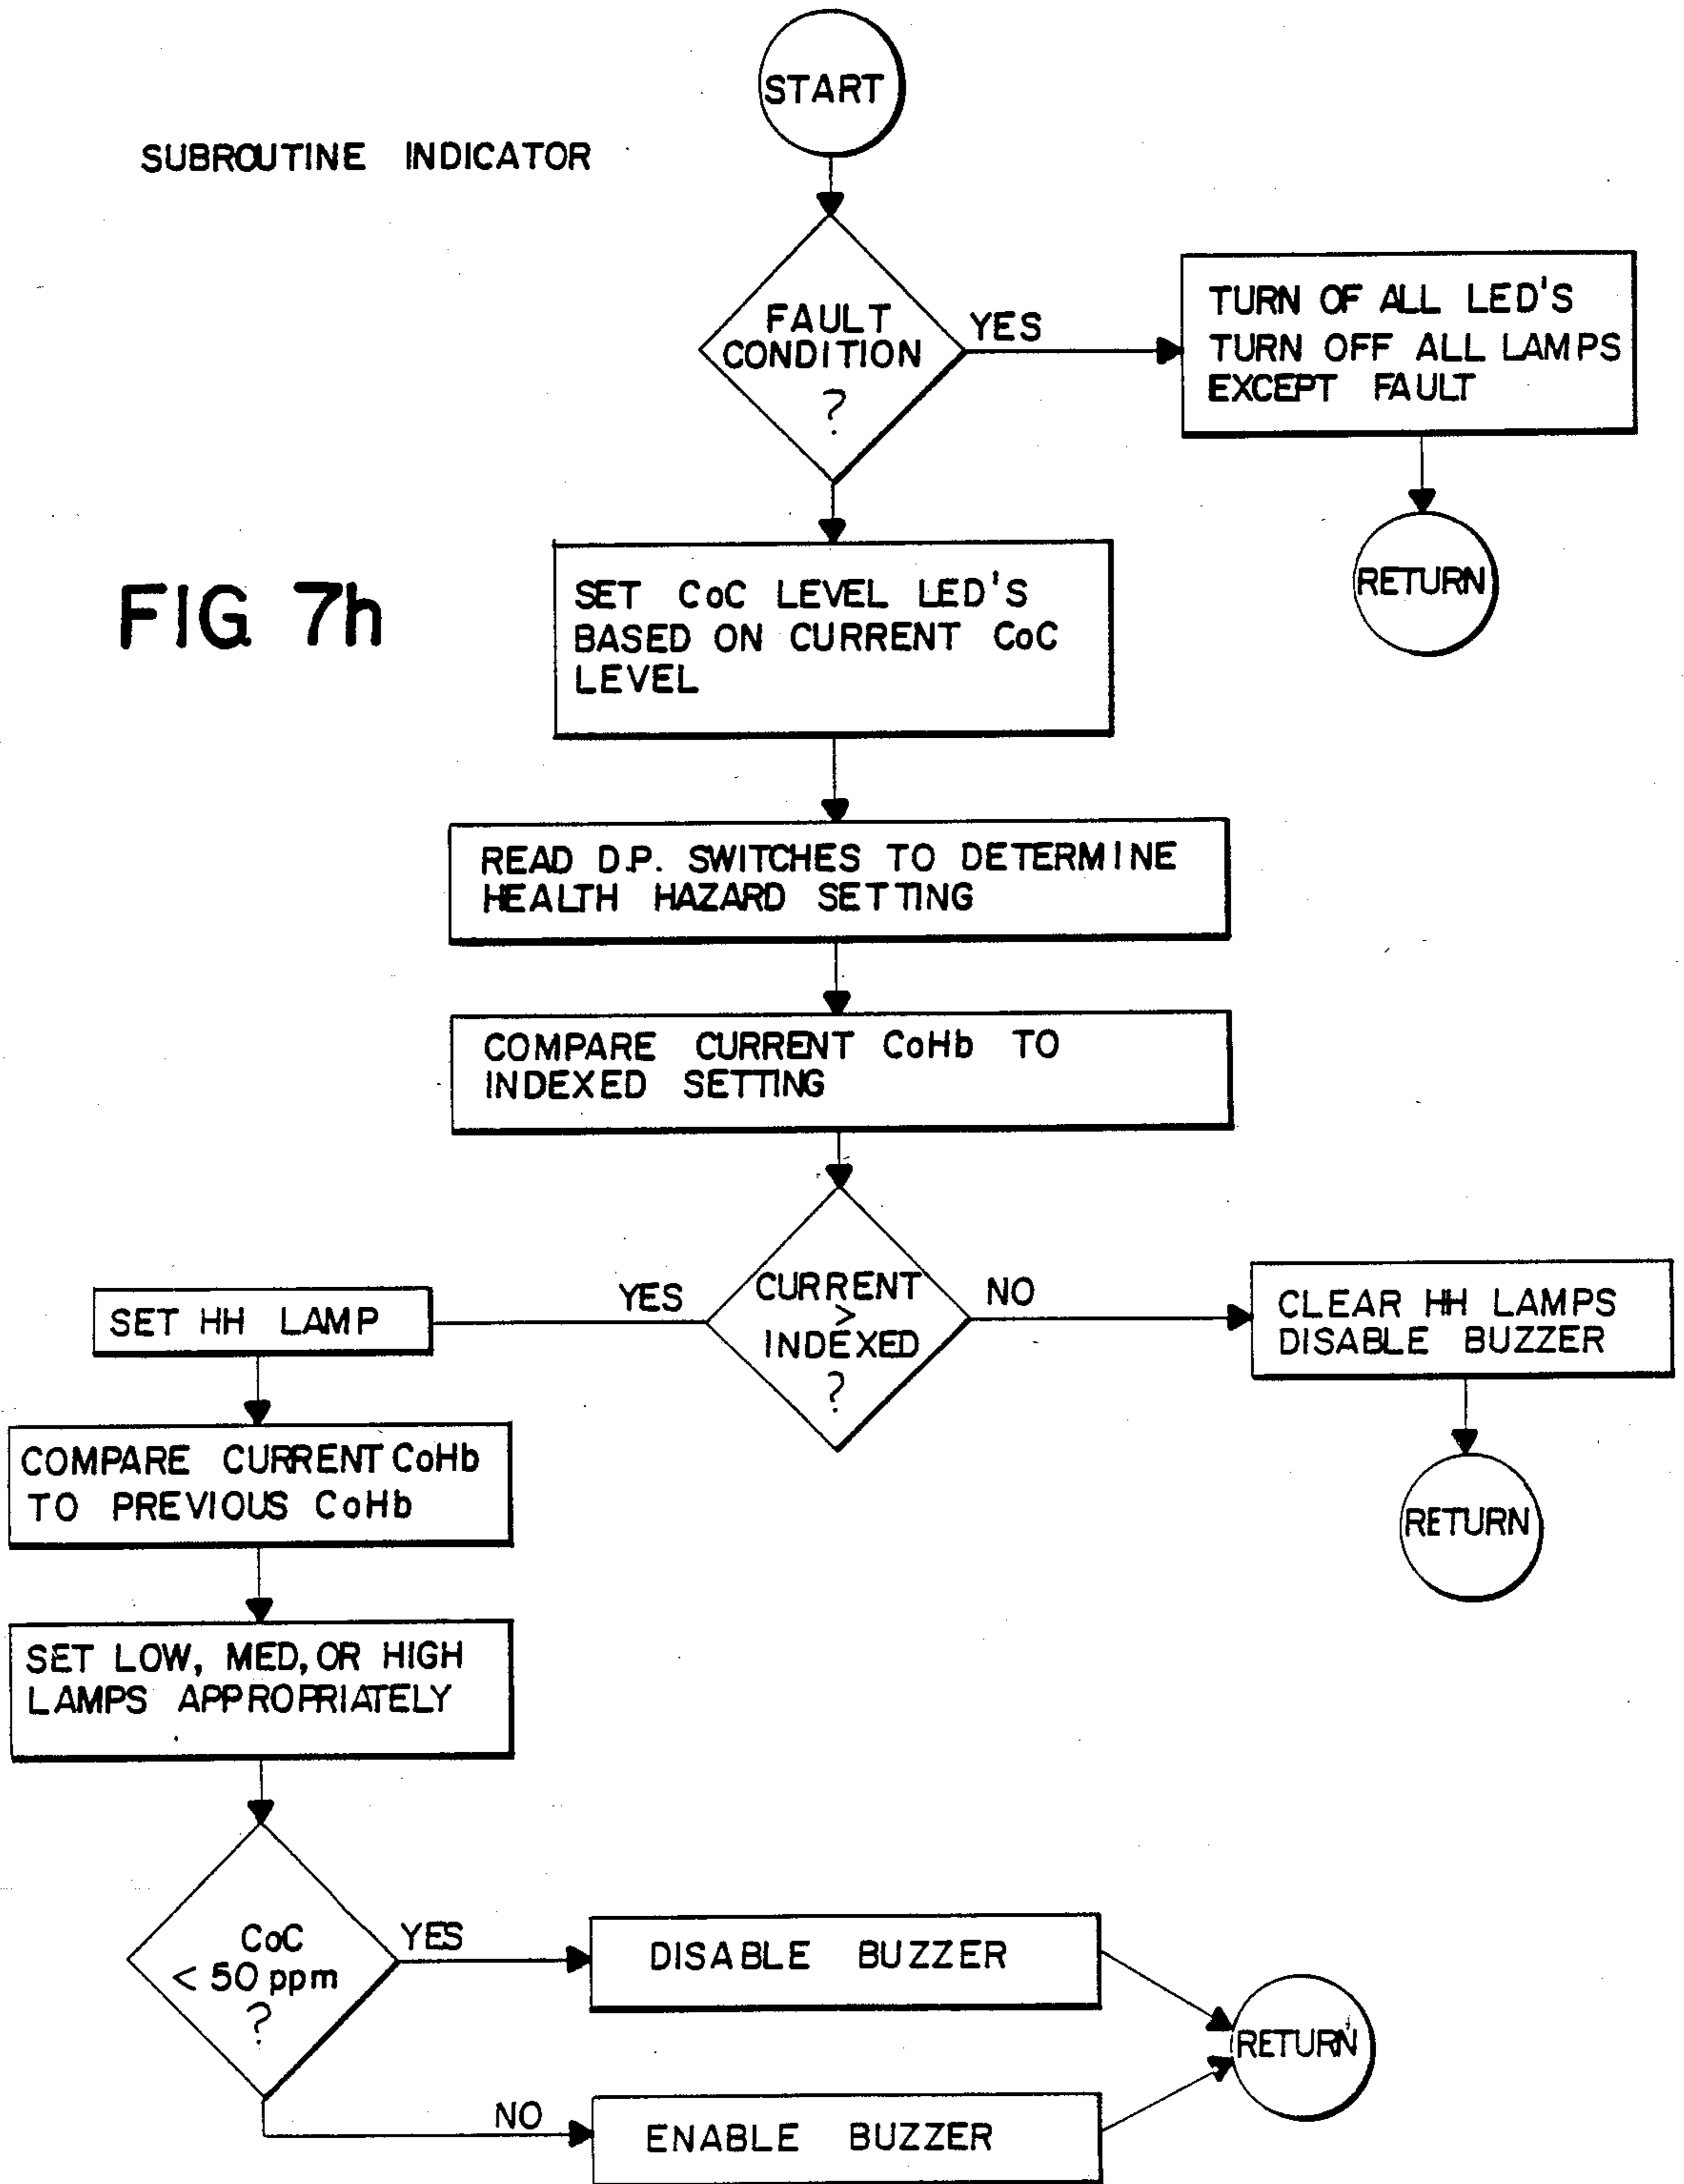 START
SUBROUTINE INDICATOR
FAULT
CONDITION
?
YES
TURN OF ALL LED'S
TURN OFF ALL LAMPS
EXCEPT FAULT
RETURN
FIG 7h
SET CoC LEVEL LED'S
BASED ON CURRENT CoC
LEVEL
READ D.P. SWITCHES TO DETERMINE
HEALTH HAZARD SETTING
COMPARE CURRENT CoHb TO
INDEXED SETTING
CURRENT
>
INDEXED
?
YES
NO
SET HH LAMP
CLEAR HH LAMPS
DISABLE BUZZER
RETURN
COMPARE CURRENT CoHb
TO PREVIOUS CoHb
SET LOW, MED, OR HIGH
LAMPS APPROPRIATELY
CoC
< 50 ppm
?
YES
DISABLE BUZZER
RETURN
NO
ENABLE BUZZER